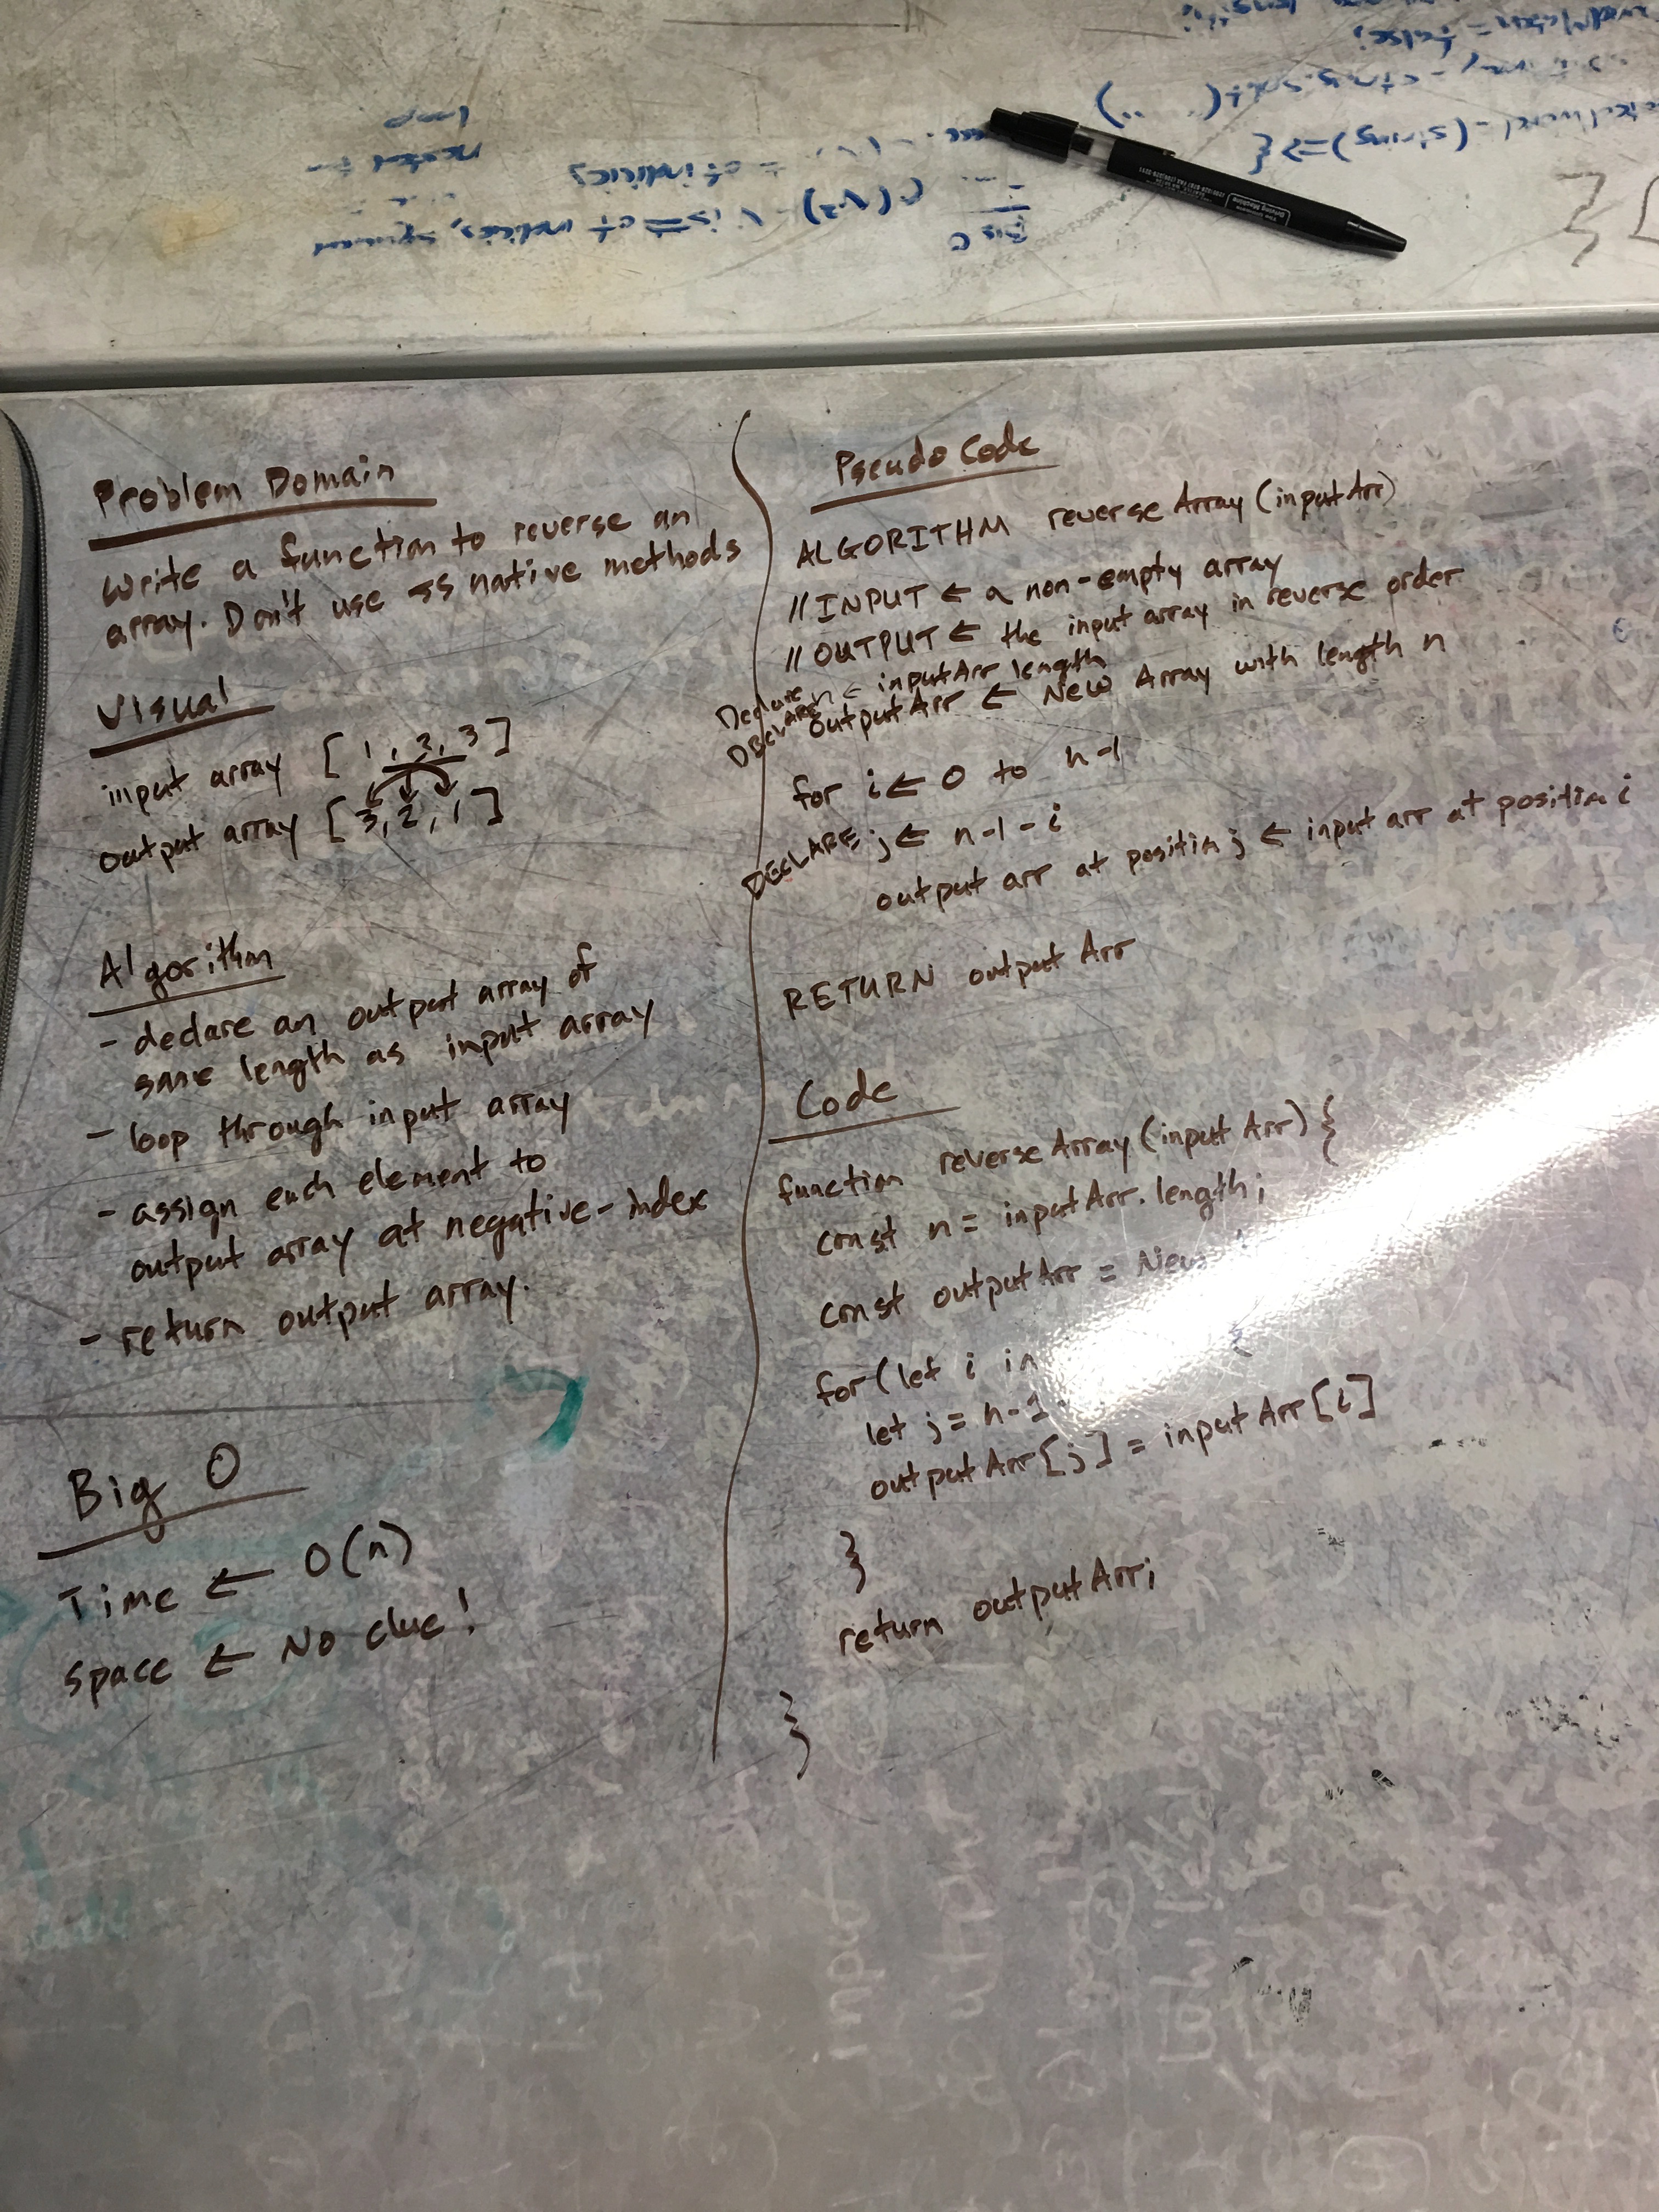 Problem Domain
Write a function to reverse an
array. Don't use JS native methods
Visual
input array [ 1, 2, 3 ]
output array [ 3, 2, 1 ]
Algorithm
- declare an output array of
same length as input array
- loop through input array
- assign each element to
output array at negative-index
- return output array.
Big O
Time ← O(n)
Space ← No clue!
Pseudo Code
ALGORITHM reverseArray(inputArr)
// INPUT ← a non-empty array
// OUTPUT ← the input array in reverse order
Declare n ← inputArr length
DECLARE outputArr ← New Array with length n
for i ← 0 to n-1
DECLARE j ← n-1-i
output arr at position j ← input arr at position i
RETURN outputArr
Code
function reverseArray(inputArr) {
const n = inputArr.length;
const outputArr = New
for (let i in {
let j = n-1
outputArr[j] = inputArr[i]
}
return outputArr;
}
(string) => {
= false;
Big O
nested for
loop